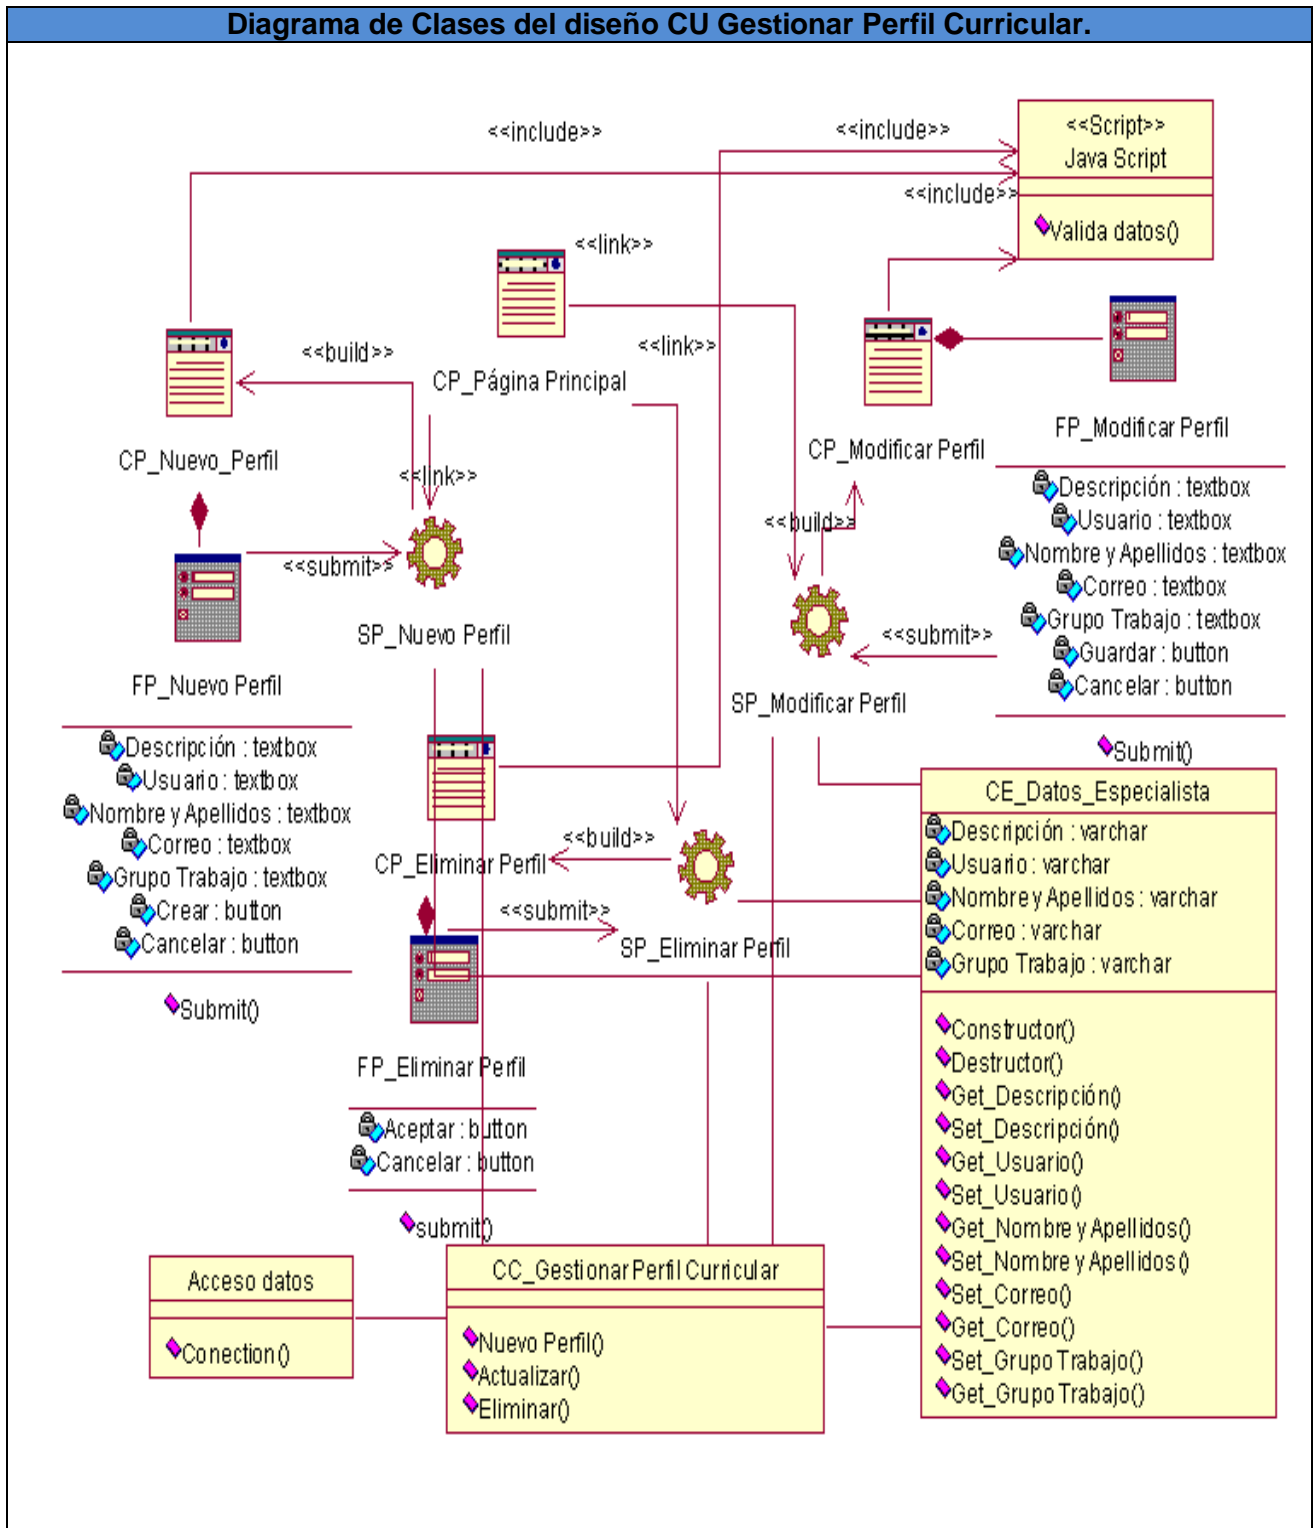 Diagrama de Clases del diseño CU Gestionar Perfil Curricular.
<<include>>
<<include>>
<<Script>>
Java Script
<<include>>
Valida datos()
<<link>>
<<build>>
<<link>>
CP_Página Principal
CP_Nuevo_Perfil
<<link>>
CP_Modificar Perfil
FP_Modificar Perfil
Descripción : textbox
Usuario : textbox
Nombre y Apellidos : textbox
Correo : textbox
Grupo Trabajo : textbox
Guardar : button
Cancelar : button
Submit()
<<build>>
<<submit>>
SP_Nuevo Perfil
<<submit>>
SP_Modificar Perfil
FP_Nuevo Perfil
Descripción : textbox
Usuario : textbox
Nombre y Apellidos : textbox
Correo : textbox
Grupo Trabajo : textbox
Crear : button
Cancelar : button
Submit()
<<build>>
CP_Eliminar Perfil
<<submit>>
SP_Eliminar Perfil
FP_Eliminar Perfil
Aceptar : button
Cancelar : button
submit()
CE_Datos_Especialista
Descripción : varchar
Usuario : varchar
Nombre y Apellidos : varchar
Correo : varchar
Grupo Trabajo : varchar
Constructor()
Destructor()
Get_Descripción()
Set_Descripción()
Get_Usuario()
Set_Usuario()
Get_Nombre y Apellidos()
Set_Nombre y Apellidos()
Set_Correo()
Get_Correo()
Set_Grupo Trabajo()
Get_Grupo Trabajo()
Acceso datos
Conection()
CC_Gestionar Perfil Curricular
Nuevo Perfil()
Actualizar()
Eliminar()